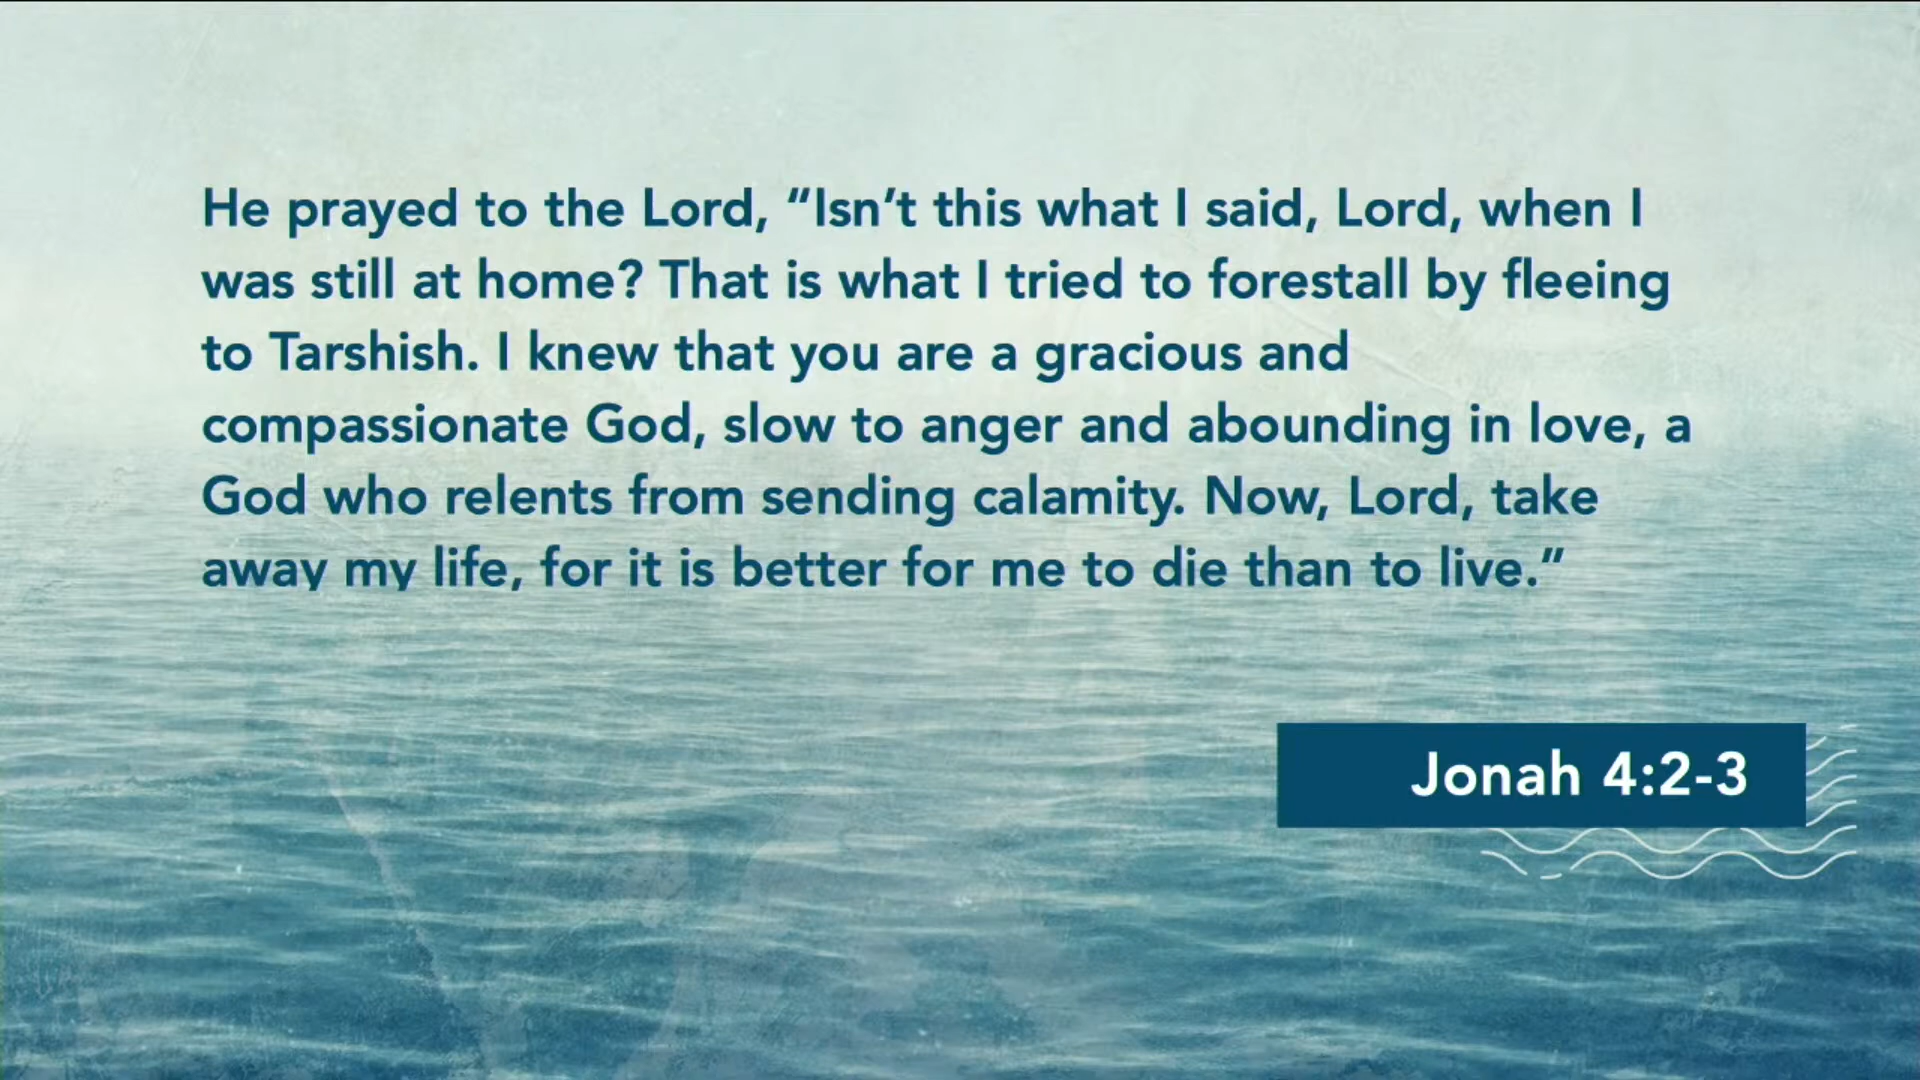 He prayed to the Lord, “Isn’t this what I said, Lord, when I
was still at home? That is what I tried to forestall by fleeing
to Tarshish. I knew that you are a gracious and
compassionate God, slow to anger and abounding in love, a
God who relents from sending calamity. Now, Lord, take
away my life, for it is better for me to die than to live.”
Jonah 4:2-3